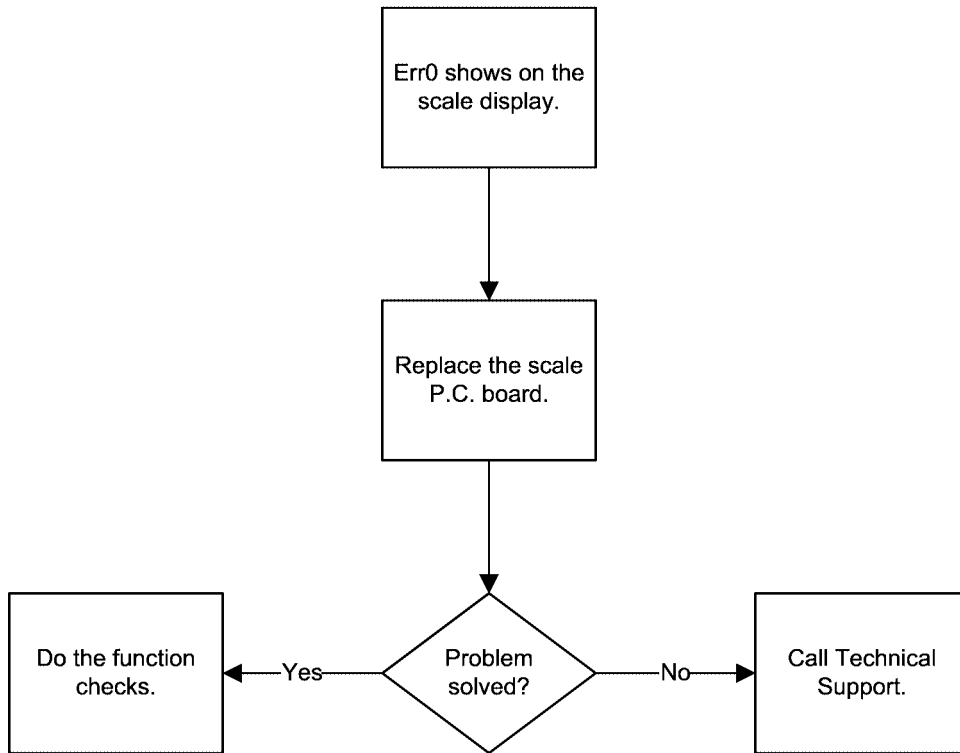 Err0 shows on the
scale display.
Replace the scale
P.C. board.
Do the function
checks.
Yes
Problem
solved?
No
Call Technical
Support.